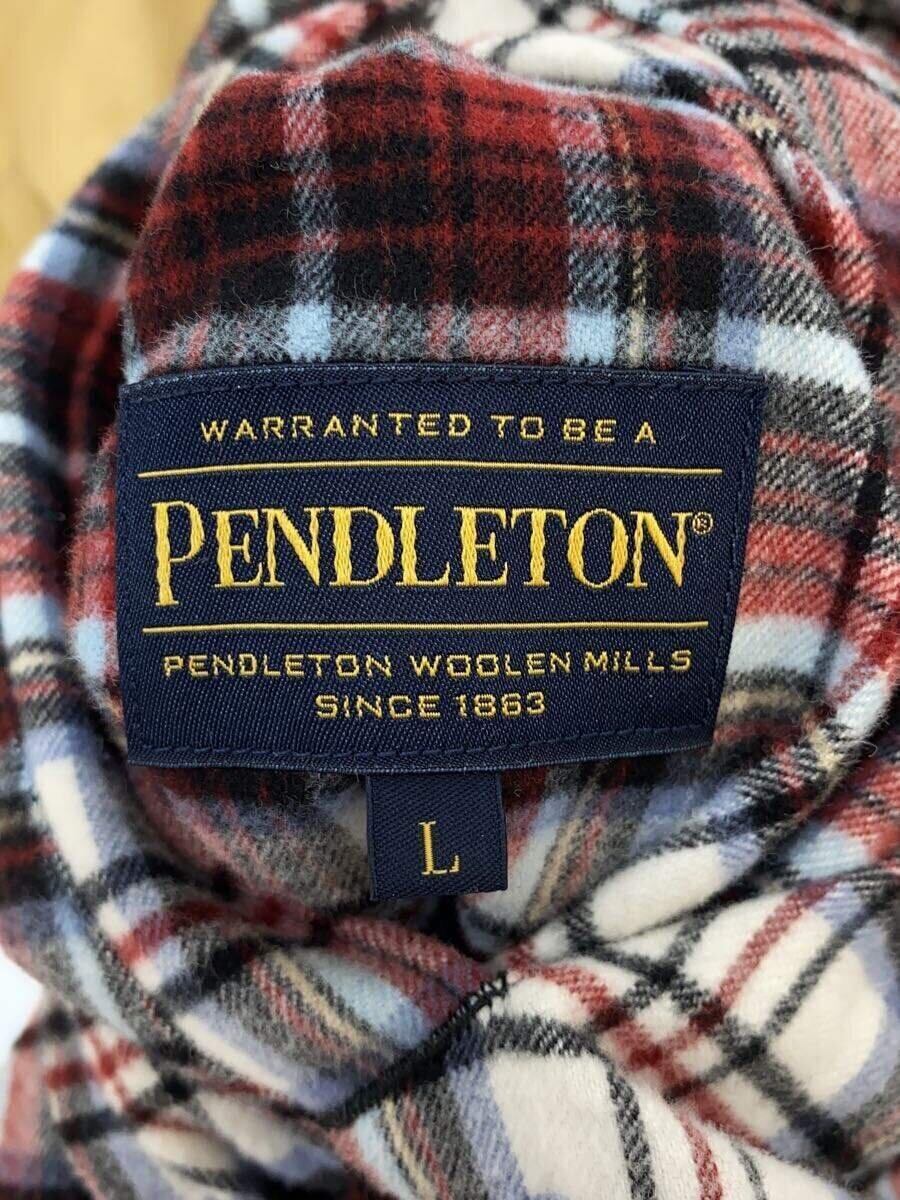 WARRANTED TO BE A
PENDLETON®
PENDLETON WOOLEN MILLS
SINCE 1863
L